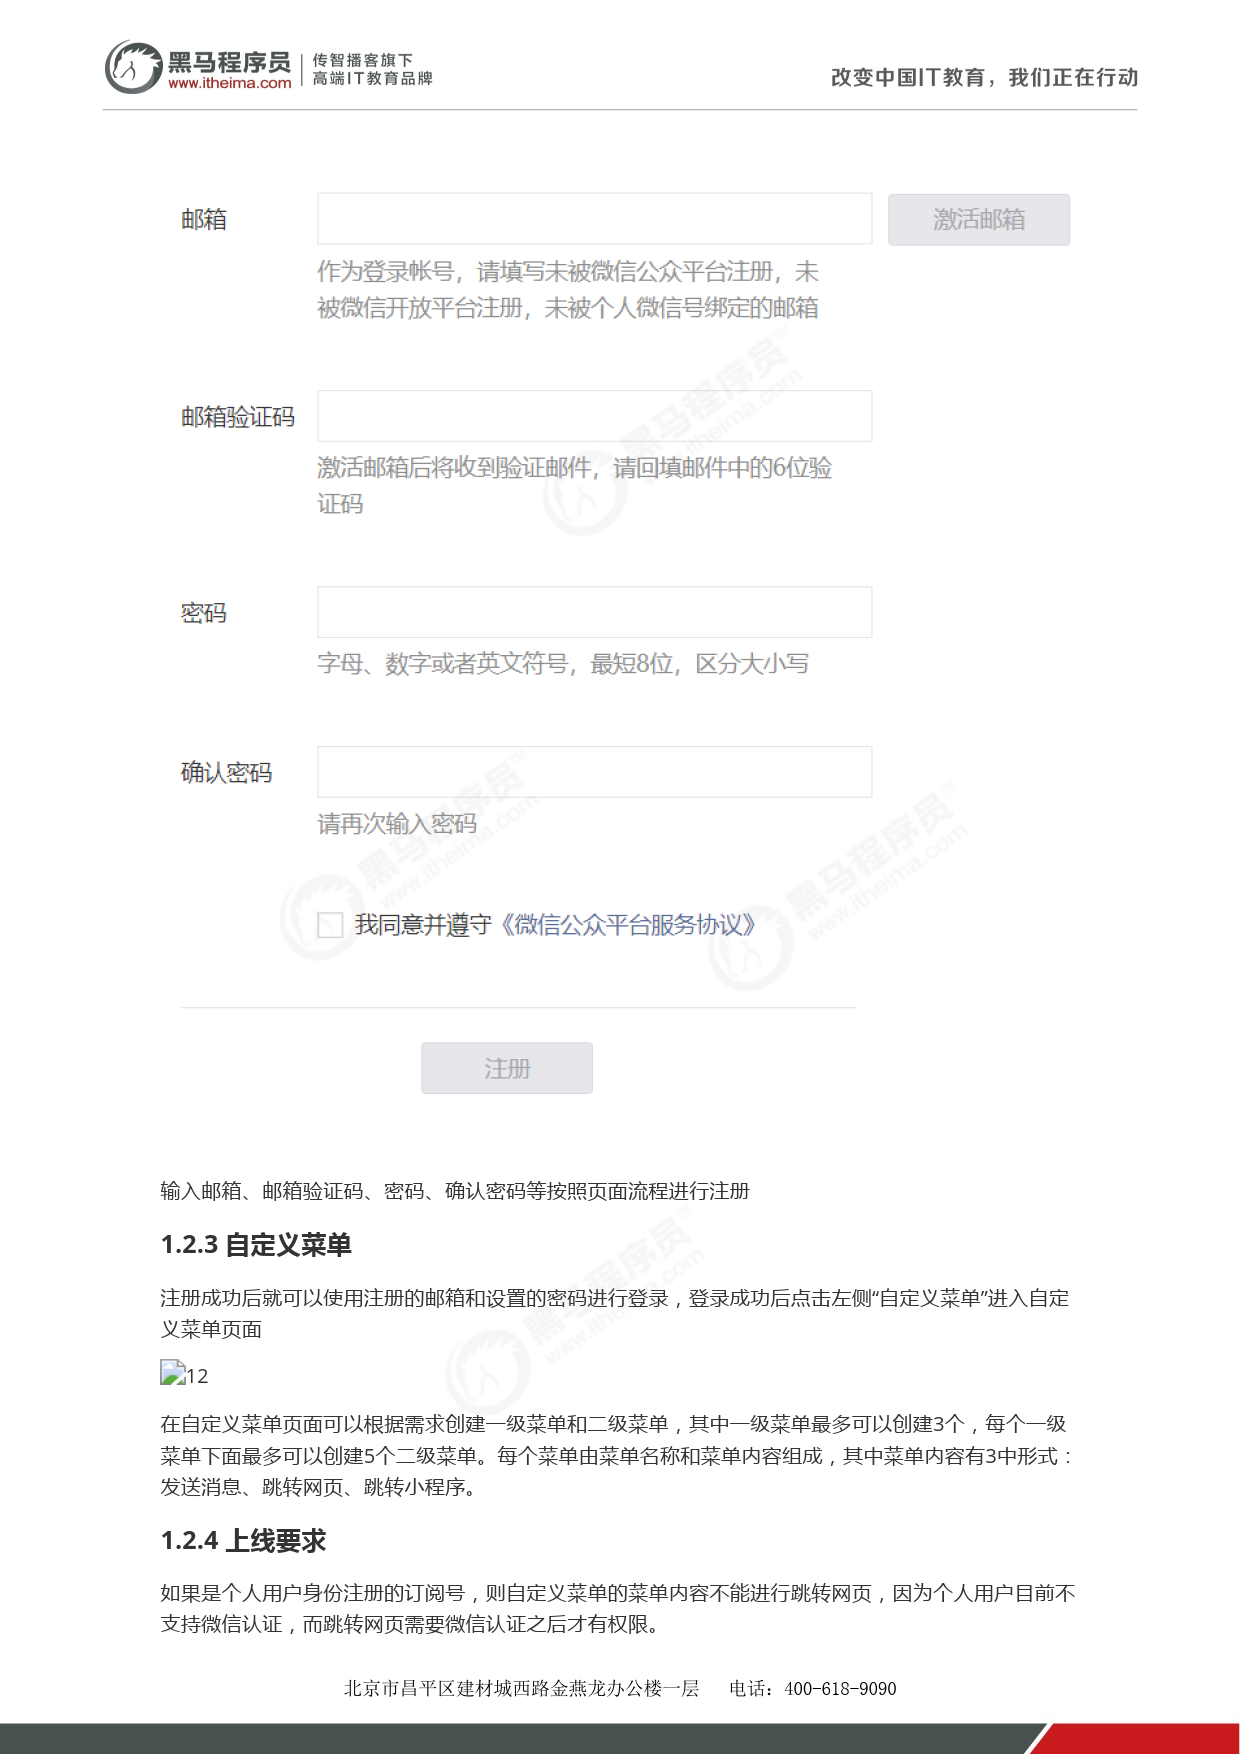 黑马程序员
www.itheima.com
传智播客旗下
高端IT教育品牌
改变中国IT教育，我们正在行动
邮箱
激活邮箱
作为登录帐号，请填写未被微信公众平台注册，未
被微信开放平台注册，未被个人微信号绑定的邮箱
邮箱验证码
激活邮箱后将收到验证邮件，请回填邮件中的6位验
证码
密码
字母、数字或者英文符号，最短8位，区分大小写
确认密码
请再次输入密码
我同意并遵守《微信公众平台服务协议》
注册
输入邮箱、邮箱验证码、密码、确认密码等按照页面流程进行注册
1.2.3 自定义菜单
注册成功后就可以使用注册的邮箱和设置的密码进行登录，登录成功后点击左侧“自定义菜单”进入自定
义菜单页面
12
在自定义菜单页面可以根据需求创建一级菜单和二级菜单，其中一级菜单最多可以创建3个，每个一级
菜单下面最多可以创建5个二级菜单。每个菜单由菜单名称和菜单内容组成，其中菜单内容有3中形式：
发送消息、跳转网页、跳转小程序。
1.2.4 上线要求
如果是个人用户身份注册的订阅号，则自定义菜单的菜单内容不能进行跳转网页，因为个人用户目前不
支持微信认证，而跳转网页需要微信认证之后才有权限。
北京市昌平区建材城西路金燕龙办公楼一层 电话：400-618-9090